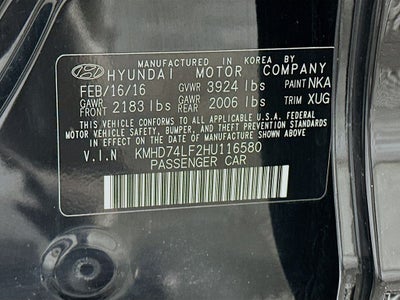 MANUFACTURED IN KOREA BY
HYUNDAI MOTOR COMPANY
FEB/16/16 GVWR 3924 lbs PAINT NKA
GAWR FRONT 2183 lbs GAWR REAR 2006 lbs TRIM XUG
THIS VEHICLE CONFORMS TO ALL APPLICABLE U.S.A. FEDERAL
MOTOR VEHICLE SAFETY, BUMPER, AND THEFT PREVENTION STANDARDS
IN EFFECT ON THE DATE OF MANUFACTURE SHOWN ABOVE.
V.I.N KMHD74LF2HU116580
PASSENGER CAR